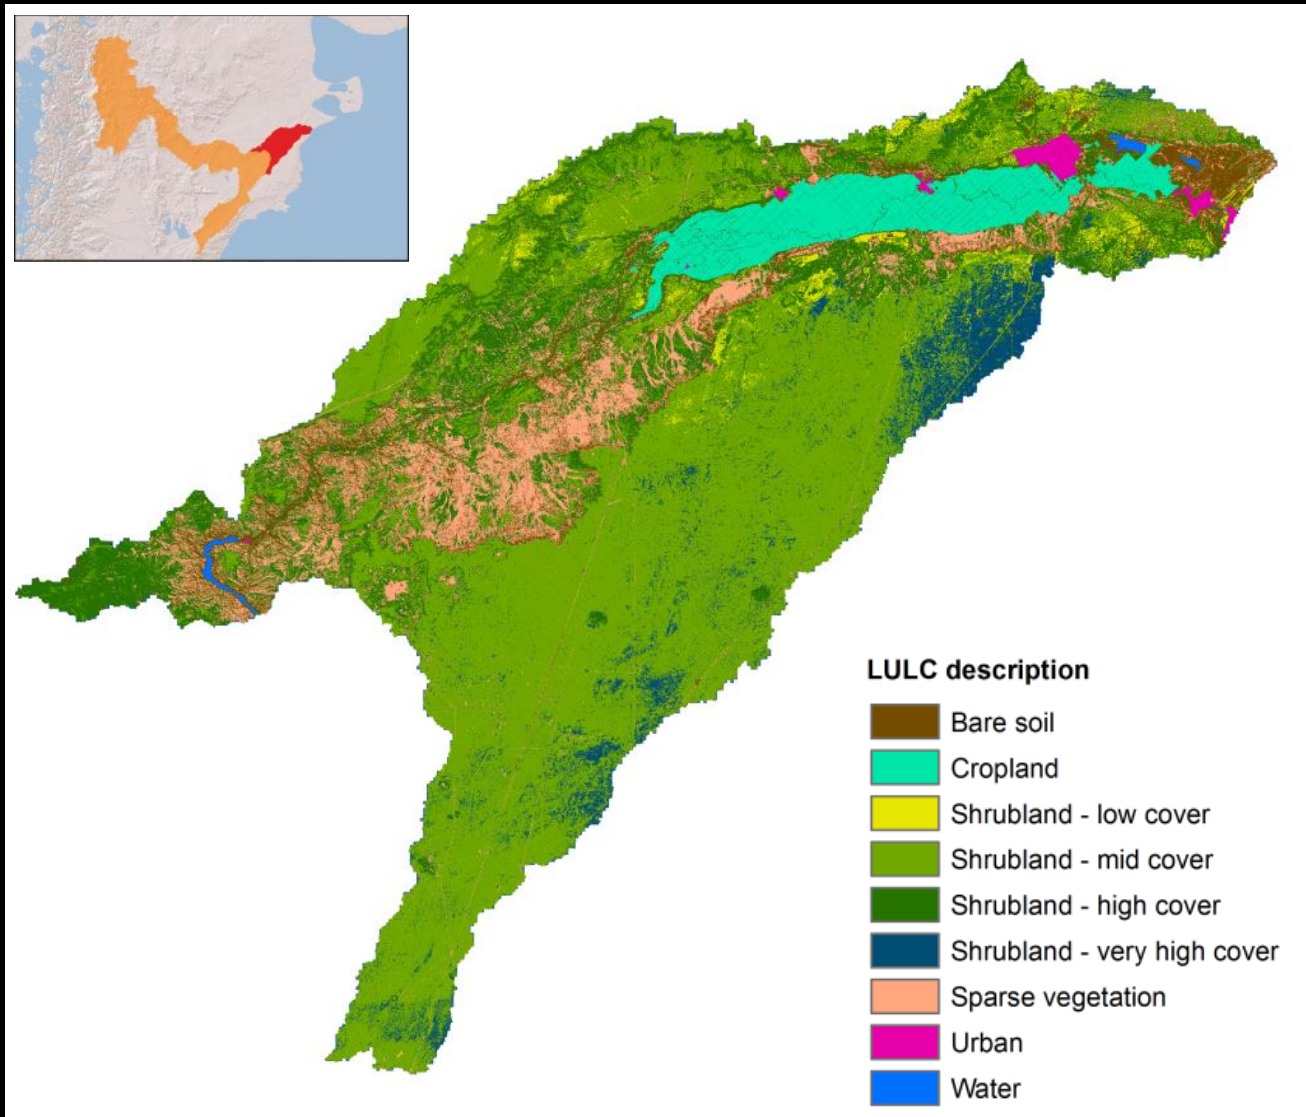 LULC description
Bare soil
Cropland
Shrubland - low cover
Shrubland - mid cover
Shrubland - high cover
Shrubland - very high cover
Sparse vegetation
Urban
Water